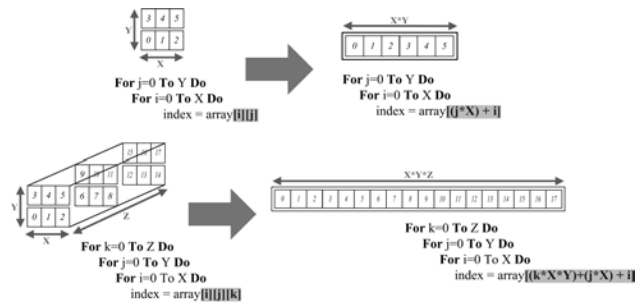 3 4 5
Y
0 1 2
X
For j=0 To Y Do
For i=0 To X Do
index = array[i][j]
X*Y
0 1 2 3 4 5
For j=0 To Y Do
For i=0 To X Do
index = array[(j*X) + i]
15 16 17
9 10 11
12 13 14
3 4 5
6 7 8
Y
0 1 2
Z
X
For k=0 To Z Do
For j=0 To Y Do
For i=0 To X Do
index = array[i][j][k]
X*Y*Z
0 1 2 3 4 5 6 7 8 9 10 11 12 13 14 15 16 17
For k=0 To Z Do
For j=0 To Y Do
For i=0 To X Do
index = array[(k*X*Y)+(j*X) + i]